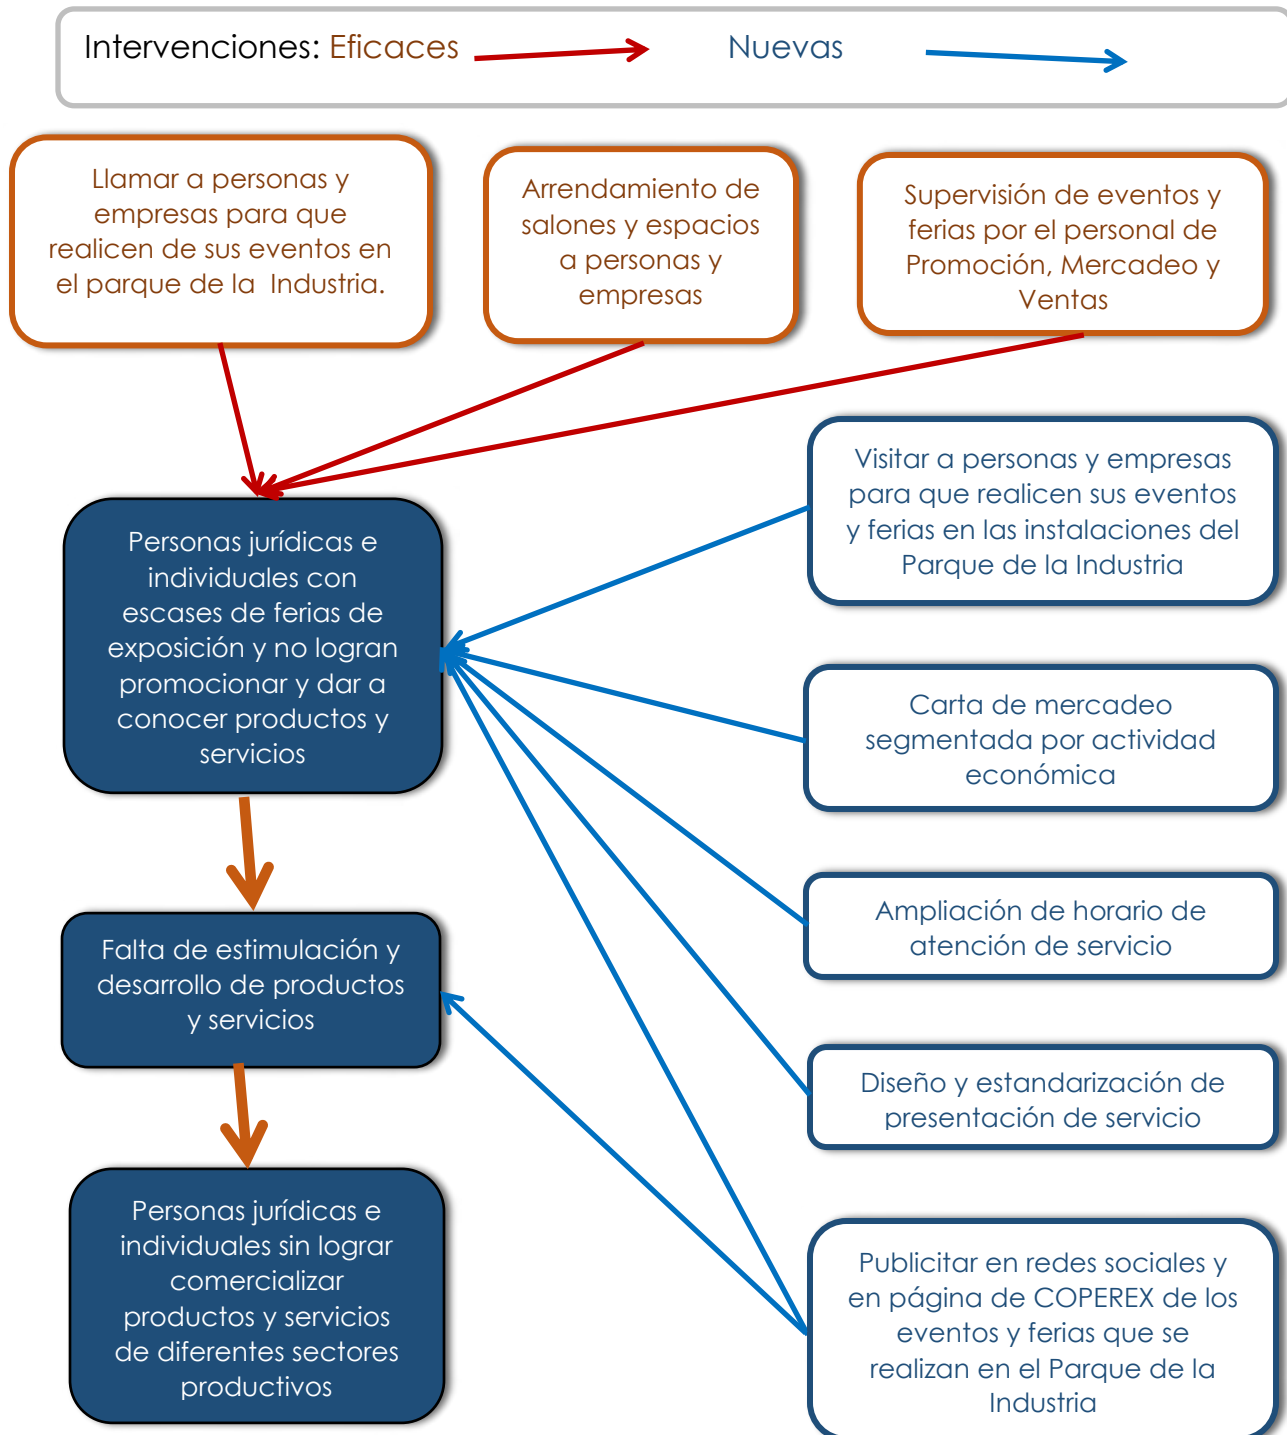 Intervenciones: Eficaces Nuevas
Llamar a personas y
empresas para que
realicen de sus eventos en
el parque de la Industria.
Arrendamiento de
salones y espacios
a personas y
empresas
Supervisión de eventos y
ferias por el personal de
Promoción, Mercadeo y
Ventas
Personas jurídicas e
individuales con
escases de ferias de
exposición y no logran
promocionar y dar a
conocer productos y
servicios
Visitar a personas y empresas
para que realicen sus eventos
y ferias en las instalaciones del
Parque de la Industria
Carta de mercadeo
segmentada por actividad
económica
Ampliación de horario de
atención de servicio
Falta de estimulación y
desarrollo de productos
y servicios
Diseño y estandarización de
presentación de servicio
Personas jurídicas e
individuales sin lograr
comercializar
productos y servicios
de diferentes sectores
productivos
Publicitar en redes sociales y
en página de COPEREX de los
eventos y ferias que se
realizan en el Parque de la
Industria